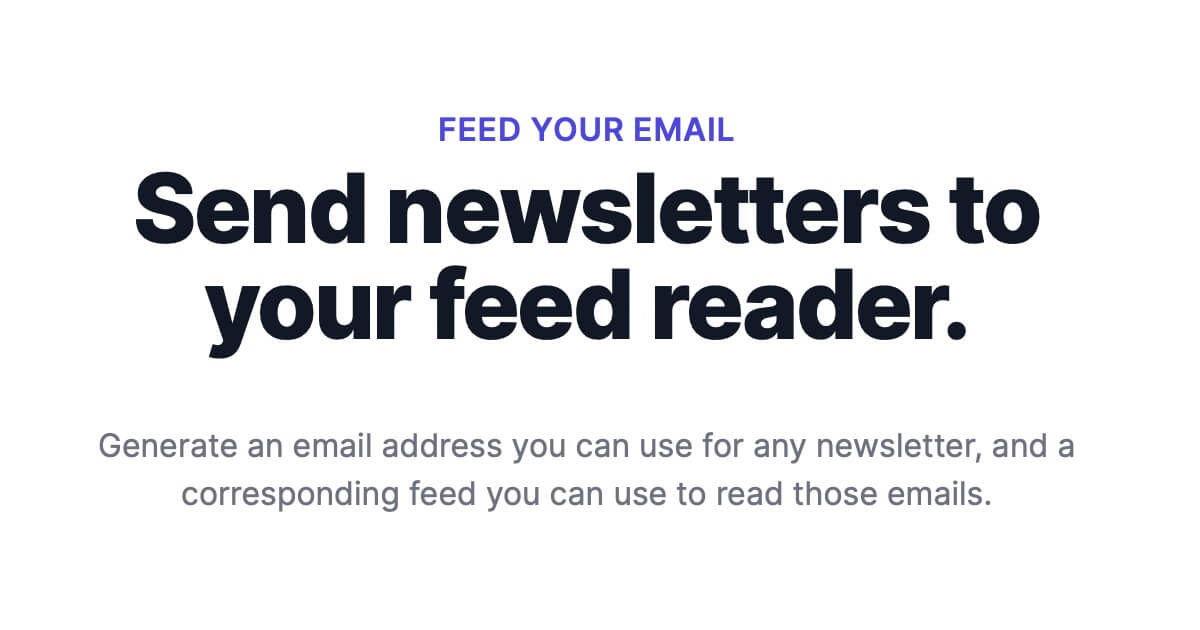 FEED YOUR EMAIL
Send newsletters to
your feed reader.
Generate an email address you can use for any newsletter, and a
corresponding feed you can use to read those emails.